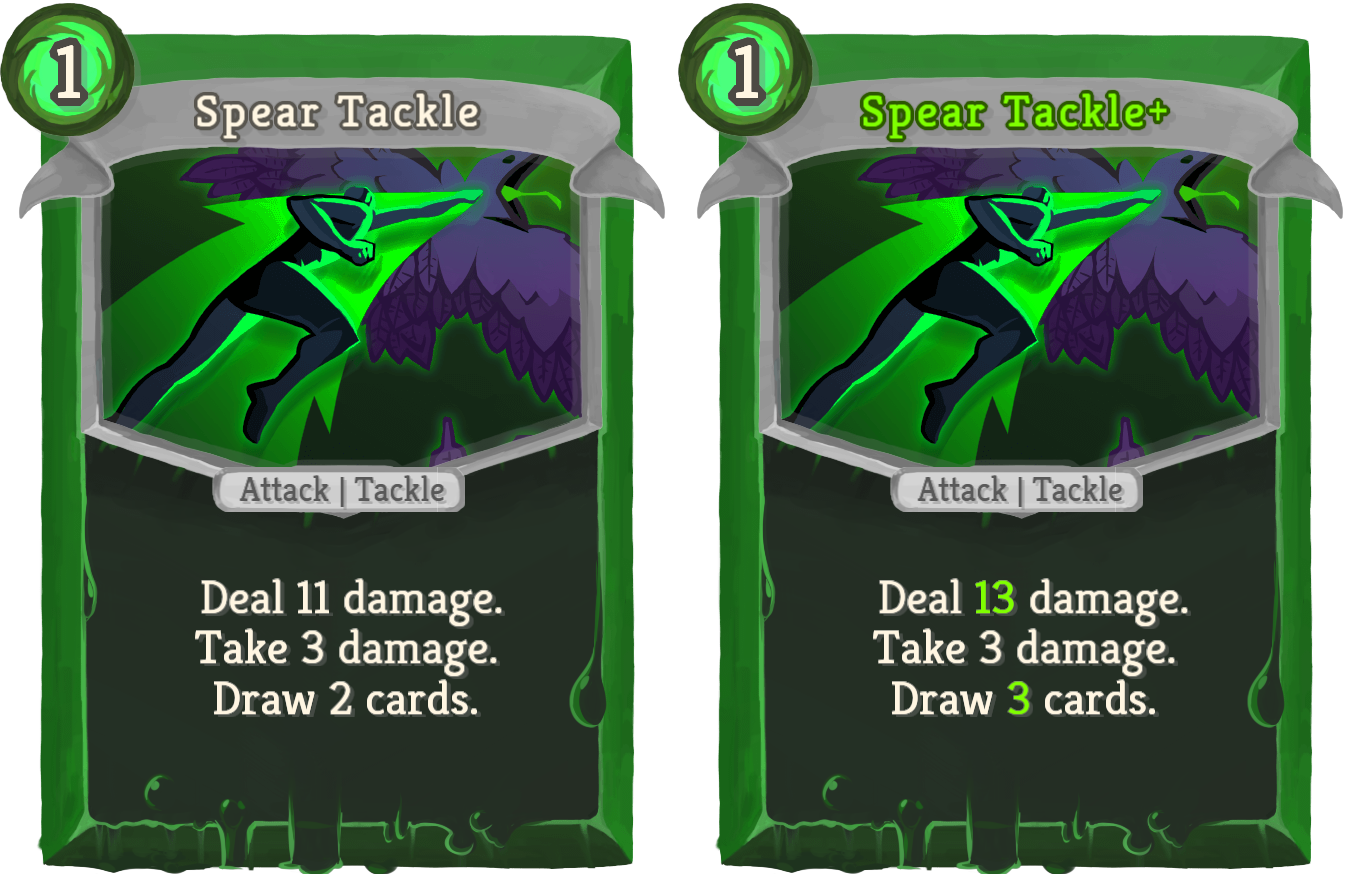 1
Spear Tackle
Attack | Tackle
Deal 11 damage.
Take 3 damage.
Draw 2 cards.
1
Spear Tackle+
Attack | Tackle
Deal 13 damage.
Take 3 damage.
Draw 3 cards.